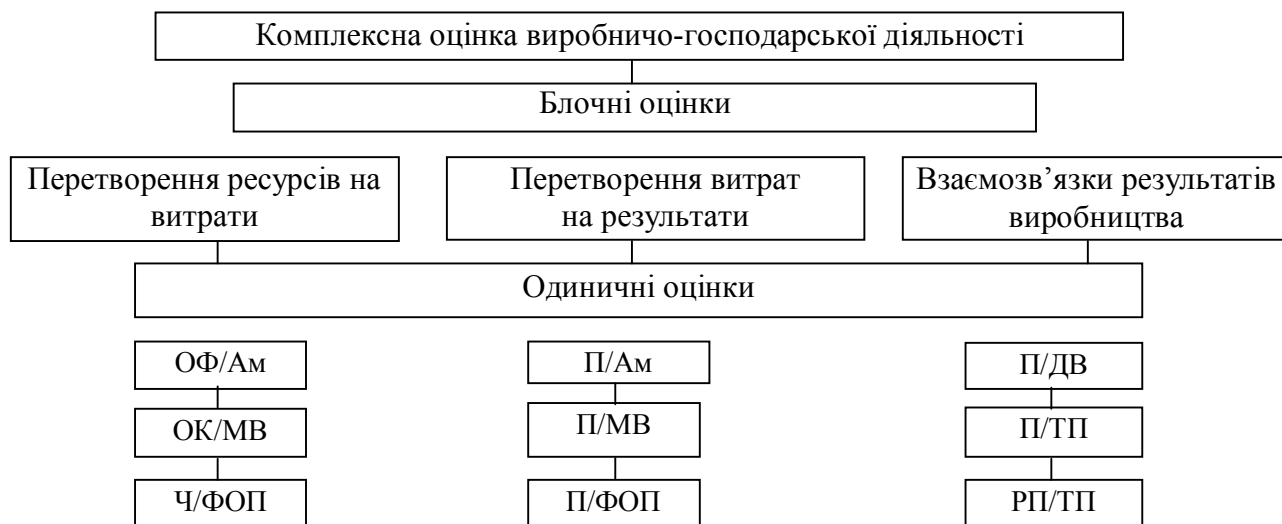 Комплексна оцінка виробничо-господарської діяльності
Блочні оцінки
Перетворення ресурсів на
витрати
Перетворення витрат
на результати
Взаємозв’язки результатів
виробництва
Одиничні оцінки
ОФ/Ам
П/Ам
П/ДВ
ОК/МВ
П/МВ
П/ТП
Ч/ФОП
П/ФОП
РП/ТП